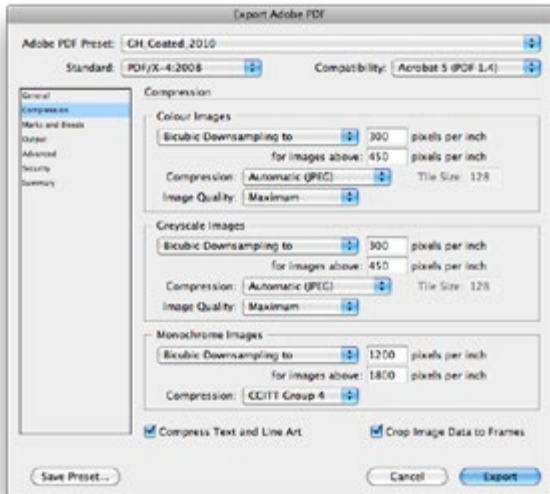 Export Adobe PDF
Adobe PDF Preset: CH_Coated_2010
Standard: PDF/X-4:2008 Compatibility: Acrobat 5 (PDF 1.4)
General
Compression
Marks and Bleeds
Output
Advanced
Security
Summary
Compression
Colour Images
Bicubic Downsampling to 300 pixels per inch
for images above: 450 pixels per inch
Compression: Automatic (JPEG) Tile Size: 128
Image Quality: Maximum
Greyscale Images
Bicubic Downsampling to 300 pixels per inch
for images above: 450 pixels per inch
Compression: Automatic (JPEG) Tile Size: 128
Image Quality: Maximum
Monochrome Images
Bicubic Downsampling to 1200 pixels per inch
for images above: 1800 pixels per inch
Compression: CCITT Group 4
Compress Text and Line Art Crop Image Data to Frames
Save Preset... Cancel Export